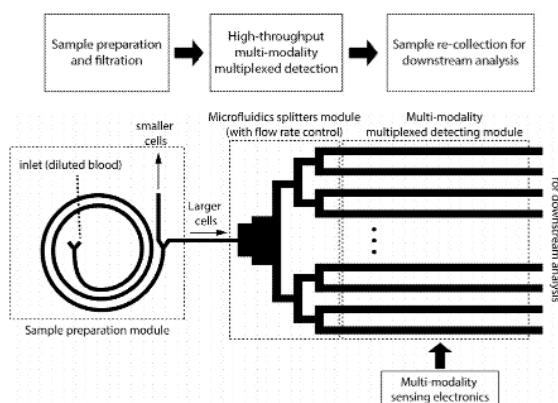 Sample preparation
and filtration
High-throughput
multi-modality
multiplexed detection
Sample re-collection for
downstream analysis
Microfluidics splitters module
(with flow rate control)
Multi-modality
multiplexed detecting module
smaller
cells
inlet (diluted blood)
Larger
cells
Sample preparation module
for downstream analysis
Multi-modality
sensing electronics